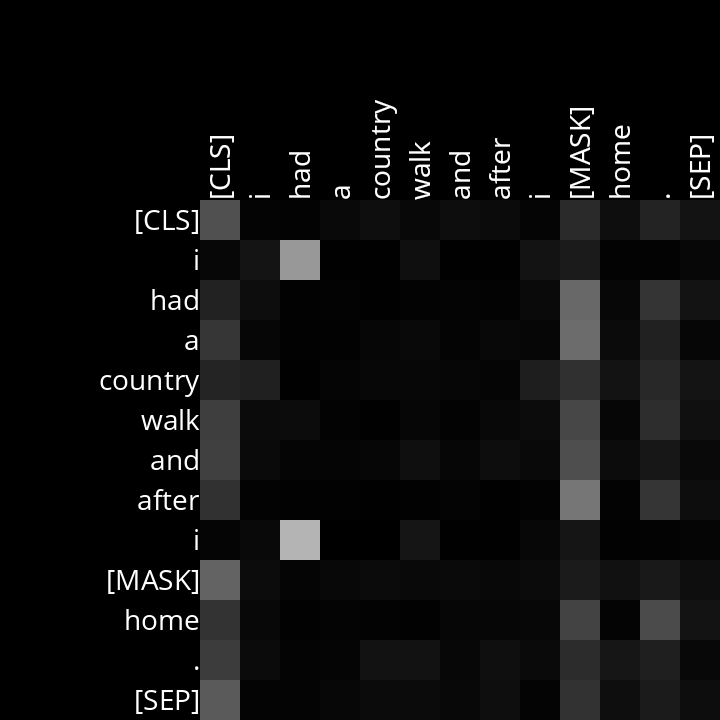 [CLS] i had a country walk and after i [MASK] home . [SEP]
[CLS]
i
had
a
country
walk
and
after
i
[MASK]
home
.
[SEP]